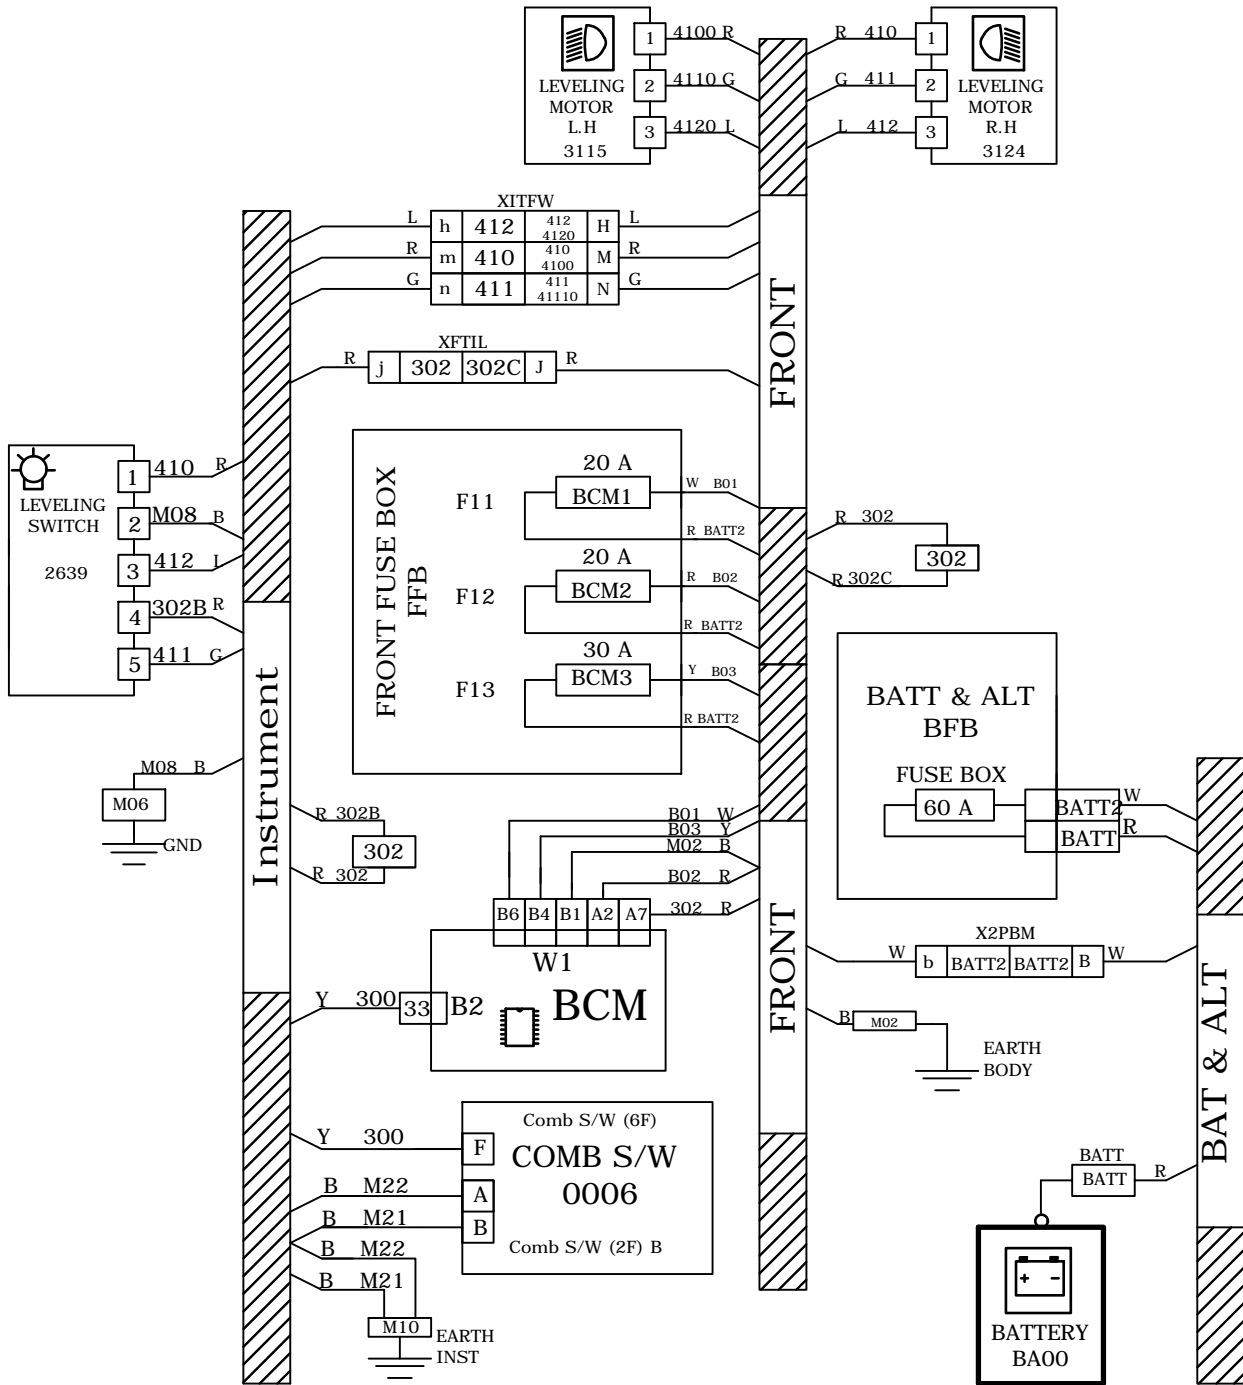 1 4100 R
R 410 1
LEVELING MOTOR L.H 3115
2 4110 G
G 411 2
LEVELING MOTOR R.H 3124
3 4120 L
L 412 3
XITFW
L h 412 412 4120 H L
R m 410 410 4100 M R
G n 411 411 41110 N G
XFTIL
R j 302 302C J R
FRONT
LEVELING SWITCH
2639
1 410 R
2 M08 B
3 412 L
4 302B R
5 411 G
FRONT FUSE BOX
FFB
20 A
F11 BCM1 W B01
R BATT2
20 A
F12 BCM2 R B02
R BATT2
30 A
F13 BCM3 Y B03
R BATT2
R 302
302
R 302C
BATT & ALT
BFB
FUSE BOX
60 A BATT2 W
BATT R
Instrument
M08 B
M06
GND
R 302B
302
R 302
B01 W
B03 Y
M02 B
B02 R
302 R
B6 B4 B1 A2 A7
W1
Y 300 33 B2
BCM
FRONT
X2PBM
W b BATT2 BATT2 B W
B M02
EARTH
BODY
BAT & ALT
Comb S/W (6F)
Y 300 F
COMB S/W
0006
B M22 A
B M21 B
Comb S/W (2F) B
B M22
B M21
M10
EARTH
INST
BATT
BATT R
+ −
BATTERY
BA00